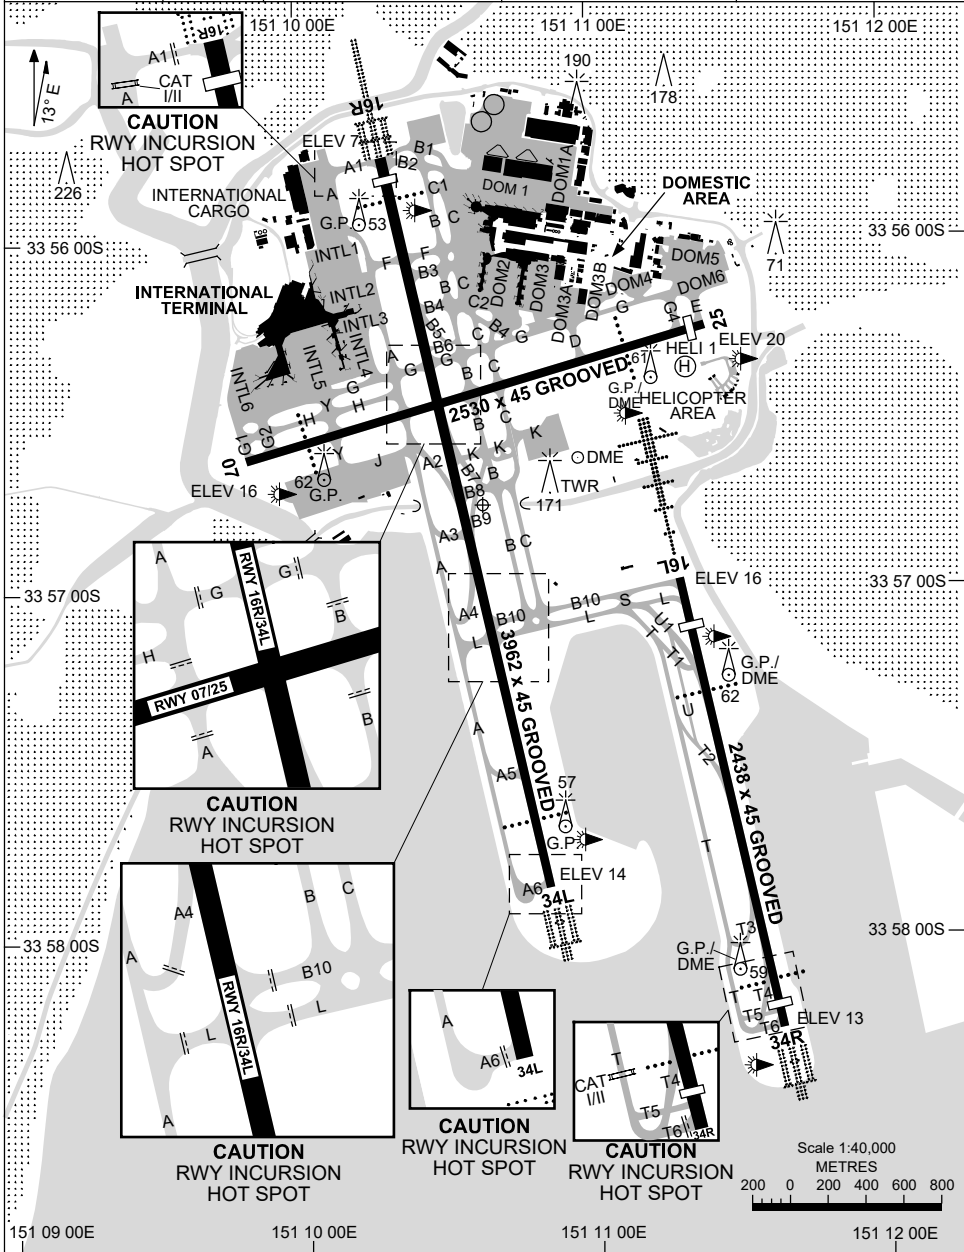 151 10 00E
151 11 00E
151 12 00E
16R
A1
CAT
I/II
A
13° E
CAUTION
RWY INCURSION
HOT SPOT
190
178
226
16R
ELEV 7
A1
B2
B1
DOM1A
DOM 1
C1
A
INTERNATIONAL
CARGO
G.P.
53
B
C
DOMESTIC
AREA
33 56 00S
33 56 00S
71
INTL1
F
F
B3
B
C
DOM2
DOM3
DOM3A
DOM3B
DOM4
DOM5
DOM6
INTERNATIONAL
TERMINAL
INTL2
INTL3
INTL4
INTL5
INTL6
B4
C2
B5
B6
C
B4
G
D
G
G4
E
25
ELEV 20
A
G
G
B
C
61
HELI 1
H
G.P./
DME
HELICOPTER
AREA
G
Y
H
H
2530 x 45 GROOVED
G1
G2
07
Y
J
A2
B
C
K
K
K
B7
B
DME
ELEV 16
62
G.P.
B8
TWR
171
B9
A3
B
C
A
16L
ELEV 16
A
G
G
RWY 16R/34L
B
H
RWY 07/25
A
B
CAUTION
RWY INCURSION
HOT SPOT
33 57 00S
33 57 00S
A4
B10
L
B10
L
S
L
U1
T
T1
G.P./
DME
62
U
T2
3962 x 45 GROOVED
2438 x 45 GROOVED
A
A5
57
G.P.
T
ELEV 14
A6
34L
A4
B
C
A
B10
L
L
RWY 16R/34L
A
CAUTION
RWY INCURSION
HOT SPOT
33 58 00S
33 58 00S
T3
G.P./
DME
59
T
T4
T5
T6
ELEV 13
34R
A
A6
34L
CAUTION
RWY INCURSION
HOT SPOT
T
CAT
I/II
T4
T5
T6
34R
CAUTION
RWY INCURSION
HOT SPOT
Scale 1:40,000
METRES
200 0 200 400 600 800
151 09 00E
151 10 00E
151 11 00E
151 12 00E